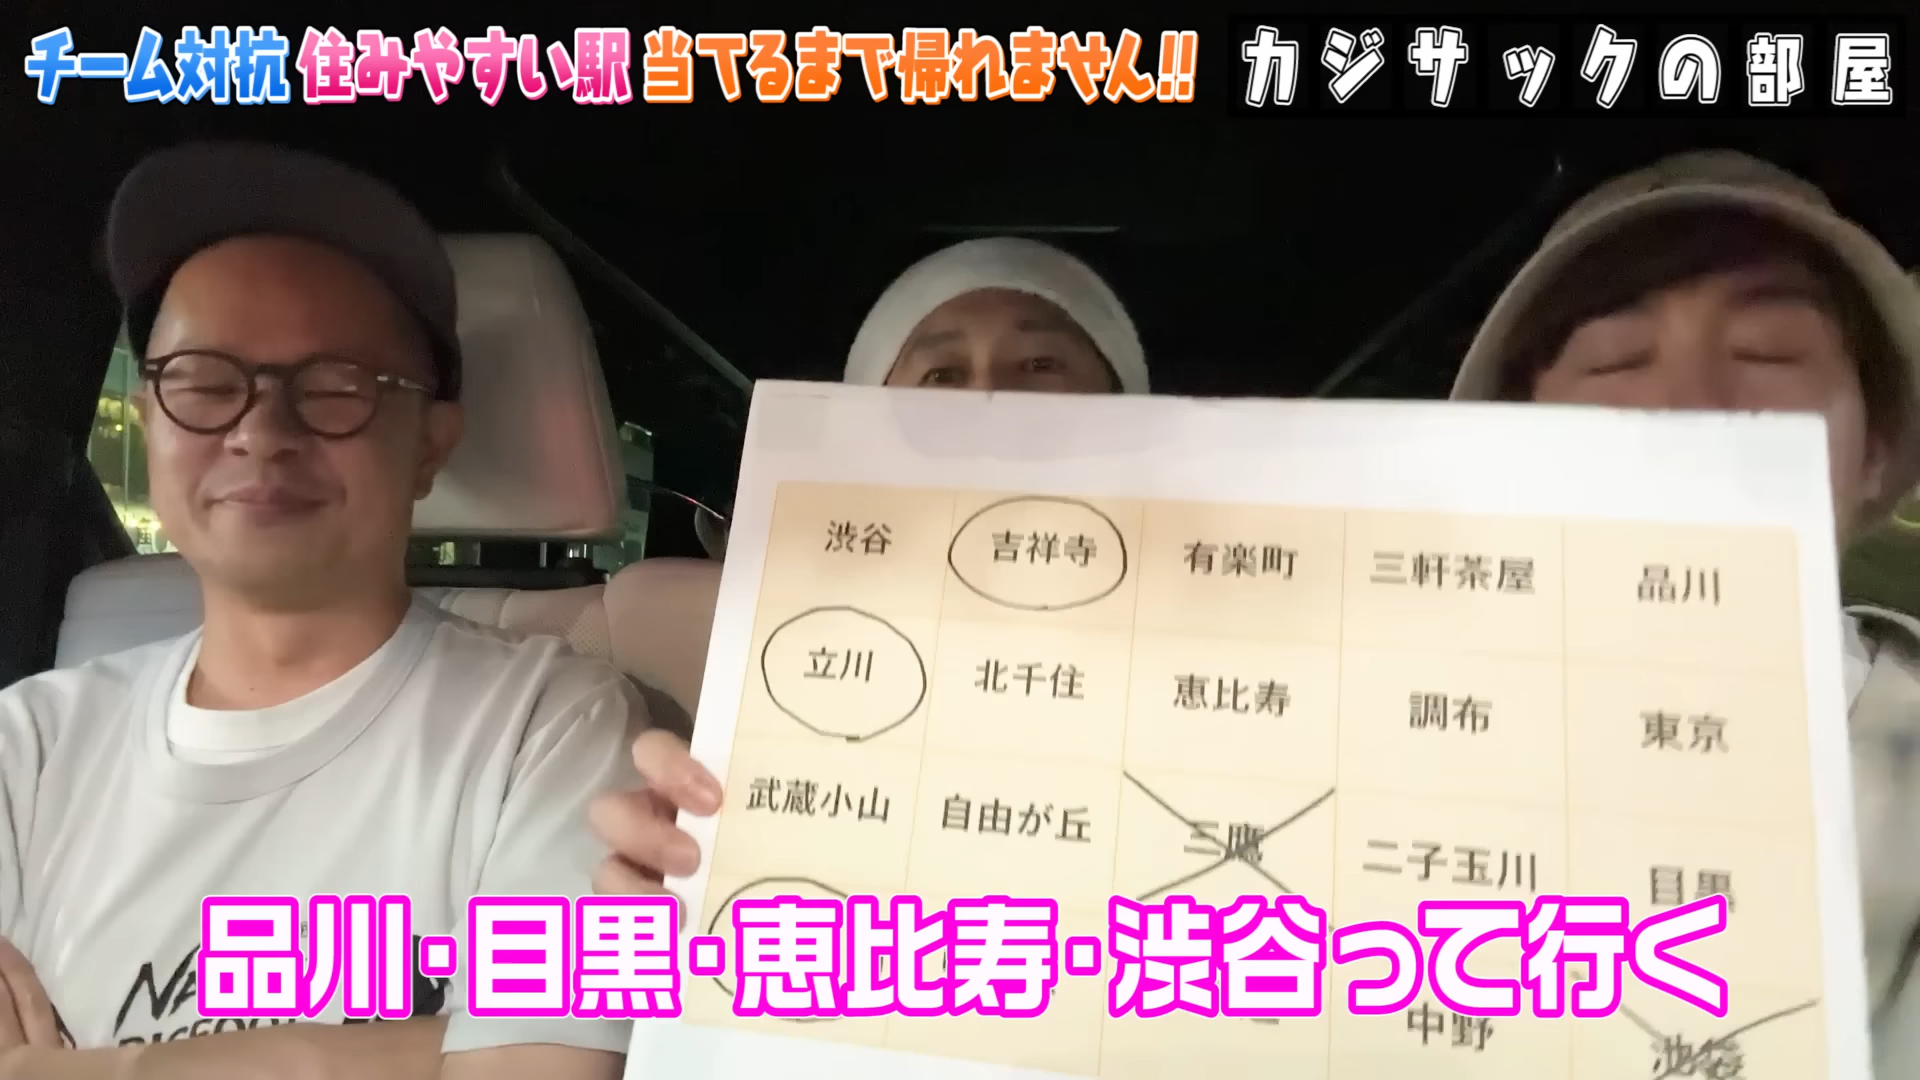 チーム対抗 住みやすい駅 当てるまで帰れません!!
カジサックの部屋
渋谷 吉祥寺 有楽町 三軒茶屋 品川
立川 北千住 恵比寿 調布 東京
武蔵小山 自由が丘 三鷹 二子玉川 目黒
中野 池袋
品川・目黒・恵比寿・渋谷って行く